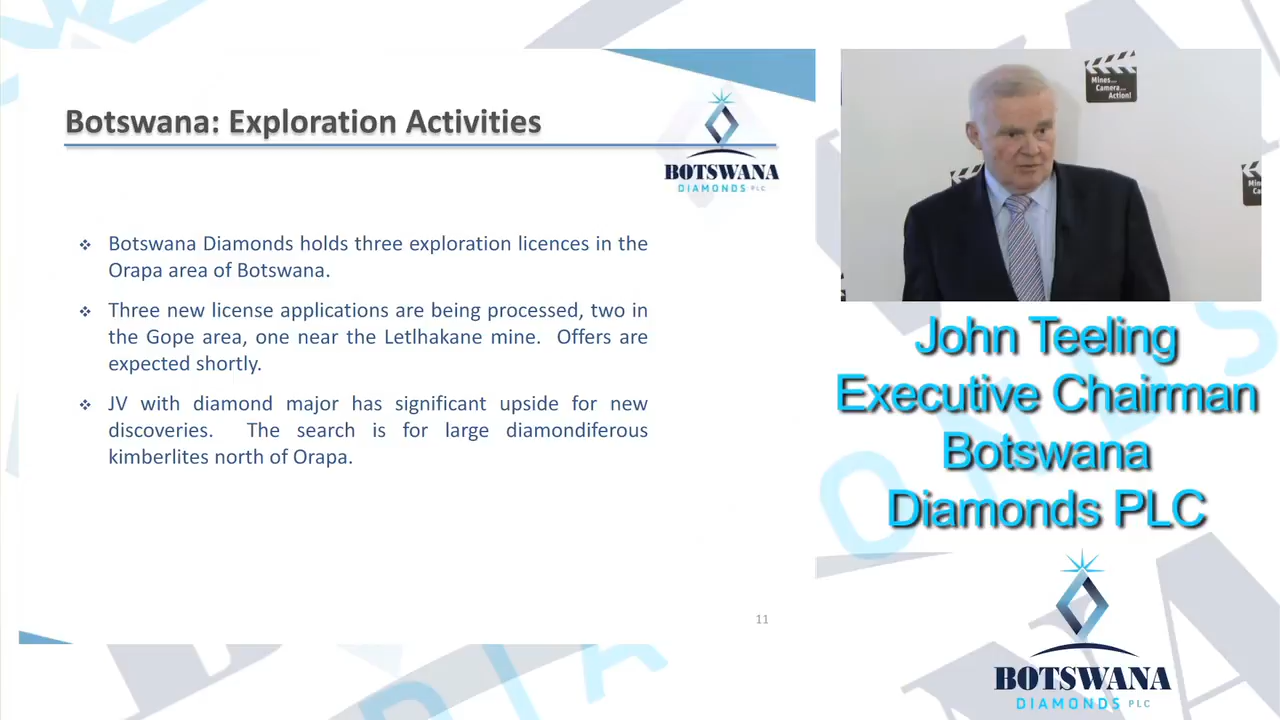 Botswana: Exploration Activities
BOTSWANA
DIAMONDS PLC
❖ Botswana Diamonds holds three exploration licences in the
Orapa area of Botswana.
❖ Three new license applications are being processed, two in
the Gope area, one near the Letlhakane mine. Offers are
expected shortly.
❖ JV with diamond major has significant upside for new
discoveries. The search is for large diamondiferous
kimberlites north of Orapa.
11
Mines...
Camera...
Action!
John Teeling
Executive Chairman
Botswana
Diamonds PLC
BOTSWANA
DIAMONDS PLC